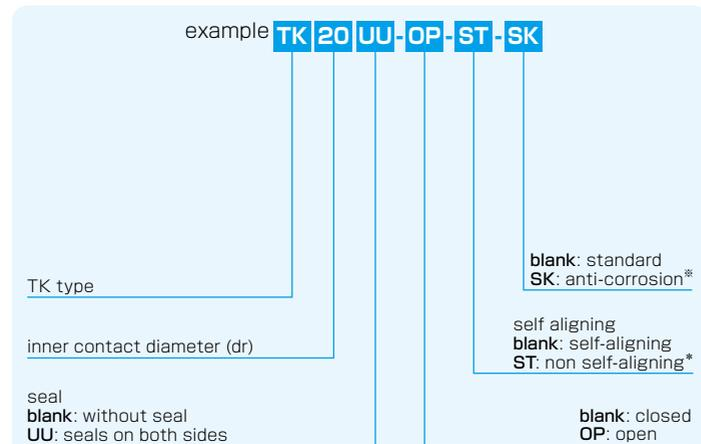 example TK 20 UU-OP-ST-SK
blank: standard
SK: anti-corrosion※
TK type
self aligning
blank: self-aligning
ST: non self-aligning*
inner contact diameter (dr)
seal
blank: without seal
UU: seals on both sides
blank: closed
OP: open